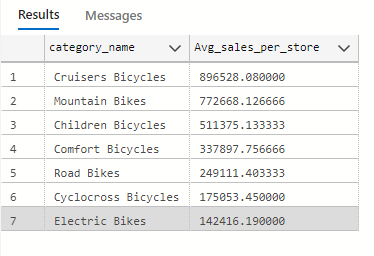 Results Messages
category_name Avg_sales_per_store
1 Cruisers Bicycles 896528.080000
2 Mountain Bikes 772668.126666
3 Children Bicycles 511375.133333
4 Comfort Bicycles 337897.756666
5 Road Bikes 249111.403333
6 Cyclocross Bicycles 175053.450000
7 Electric Bikes 142416.190000